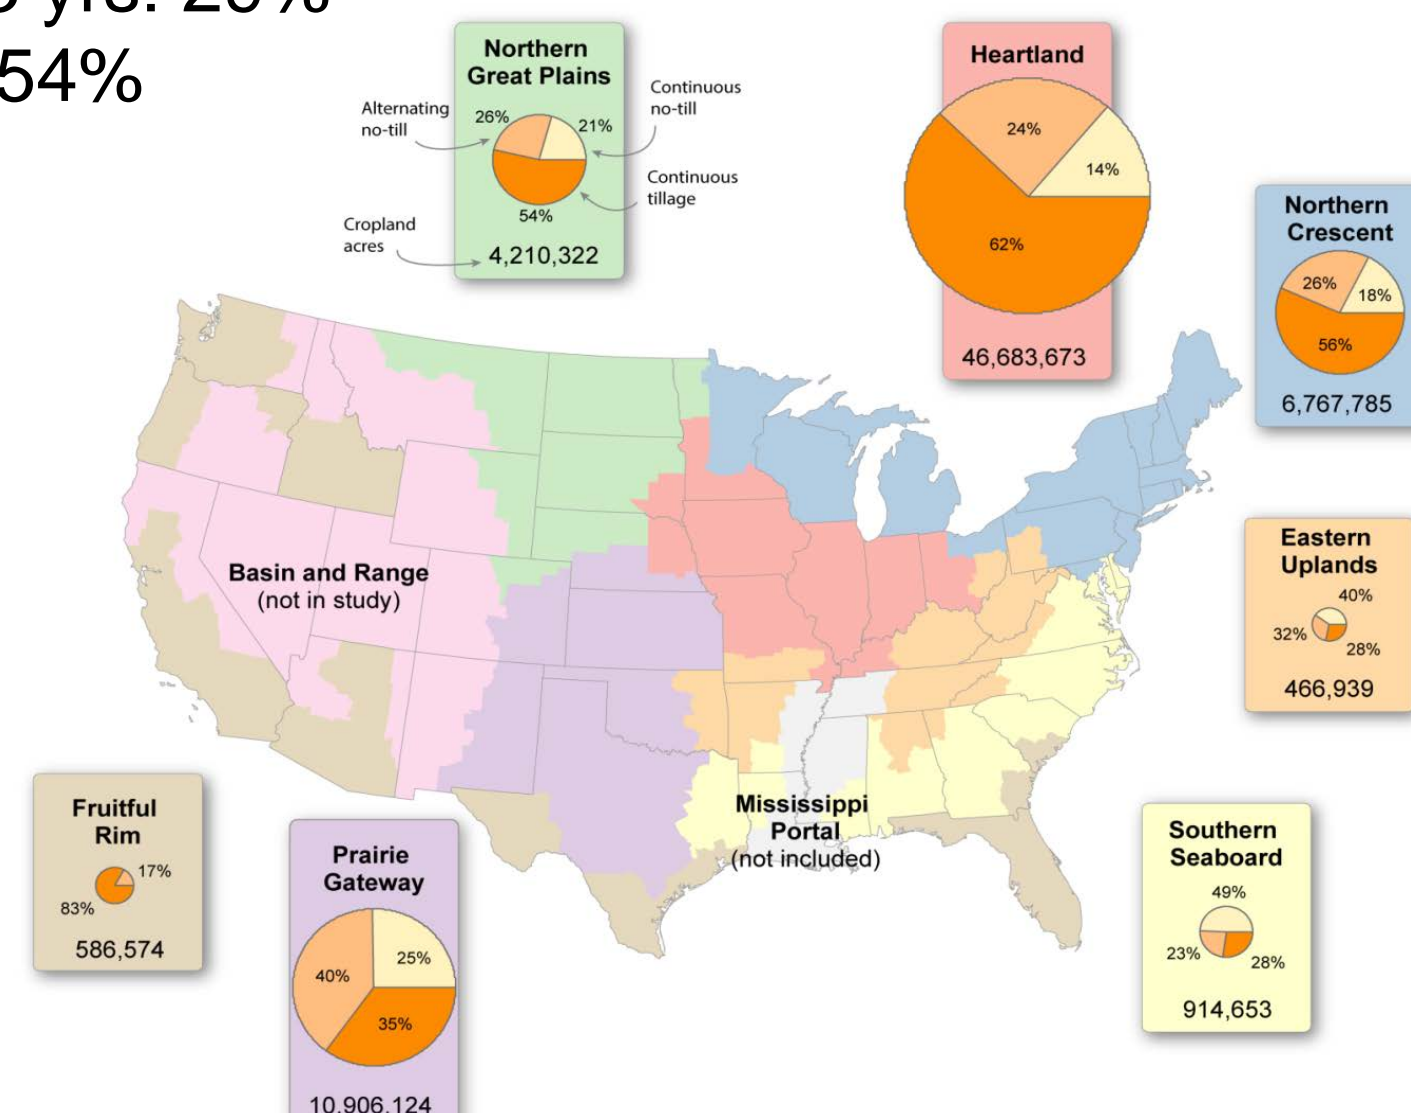 yrs. 20%
54%
Northern
Great Plains
Alternating
no-till
26%
21%
Continuous
no-till
Continuous
tillage
54%
Cropland
acres
4,210,322
Heartland
24%
14%
62%
46,683,673
Northern
Crescent
26%
18%
56%
6,767,785
Basin and Range
(not in study)
Eastern
Uplands
40%
32%
28%
466,939
Fruitful
Rim
17%
83%
586,574
Prairie
Gateway
40%
25%
35%
10,906,124
Mississippi
Portal
(not included)
Southern
Seaboard
49%
23%
28%
914,653